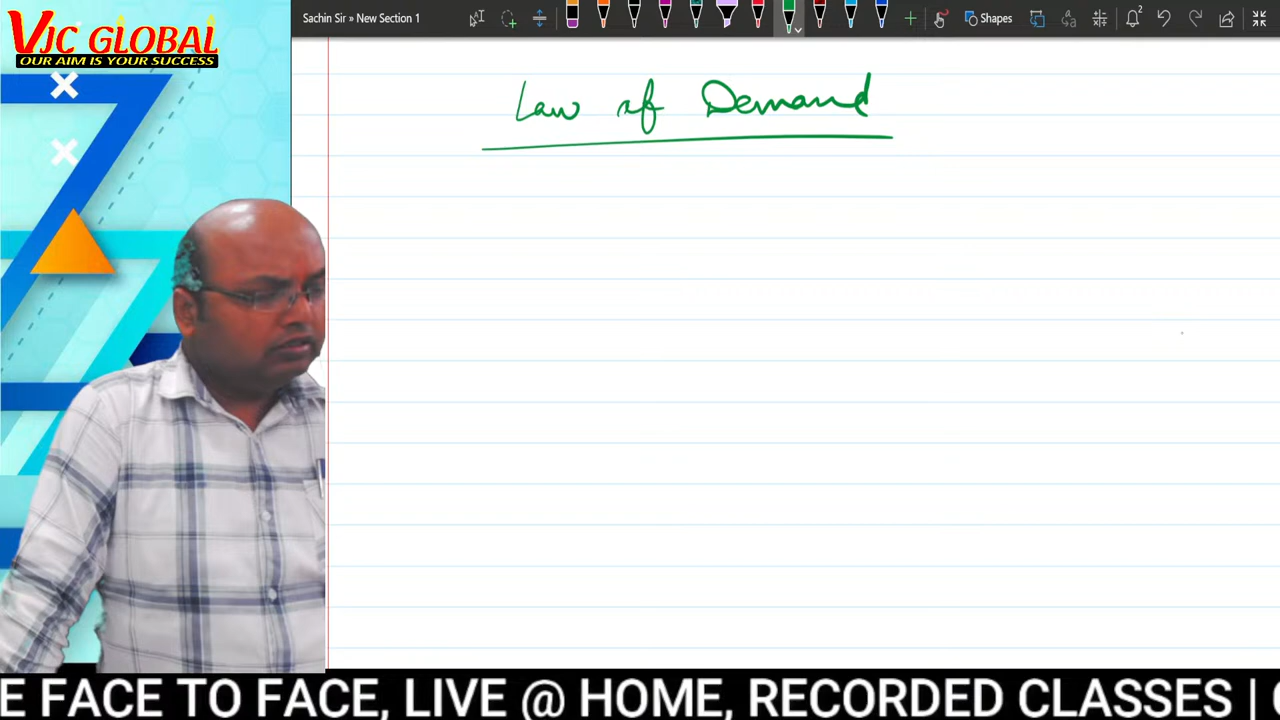 VJC GLOBAL
OUR AIM IS YOUR SUCCESS
Sachin Sir » New Section 1
Shapes
2
Law of Demand
E FACE TO FACE, LIVE @ HOME, RECORDED CLASSES |